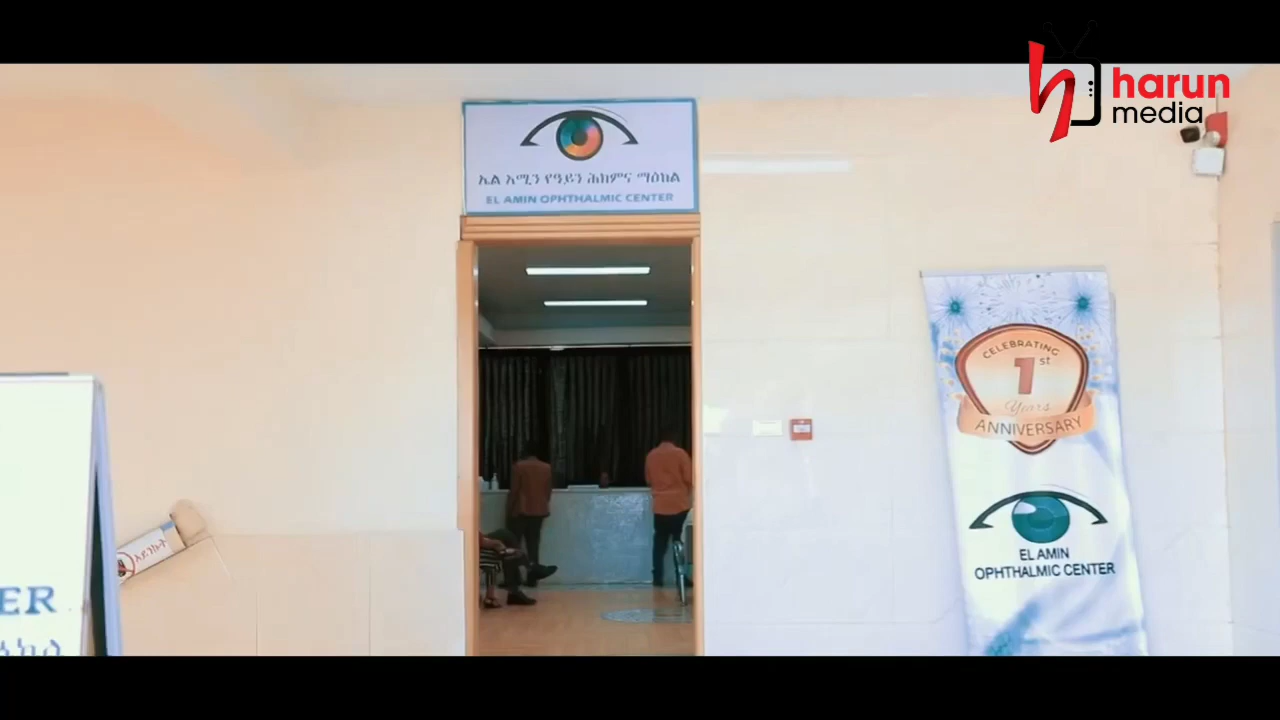 harun
media
ኤል አሚን የዓይን ሕክምና ማዕከል
EL AMIN OPHTHALMIC CENTER
CELEBRATING
1st
Years
ANNIVERSARY
EL AMIN
OPHTHALMIC CENTER
አይንኩት
ER